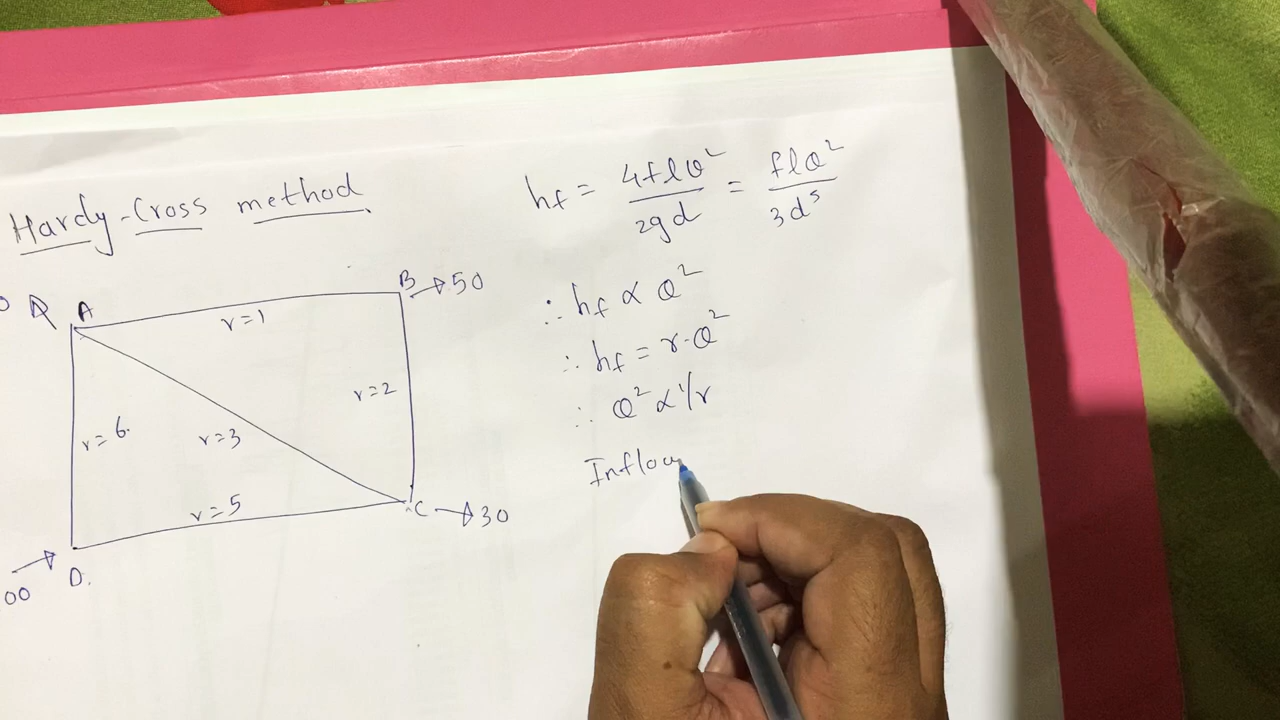 Hardy-Cross method
A
B → 50
r=1
r=2
r=6.
r=3
r=5
C → 30
D.
00
hf = 4flQ²/2gd = flQ²/3d⁵
∴ hf ∝ Q²
∴ hf = r·Q²
∴ Q² ∝ 1/r
Inflow